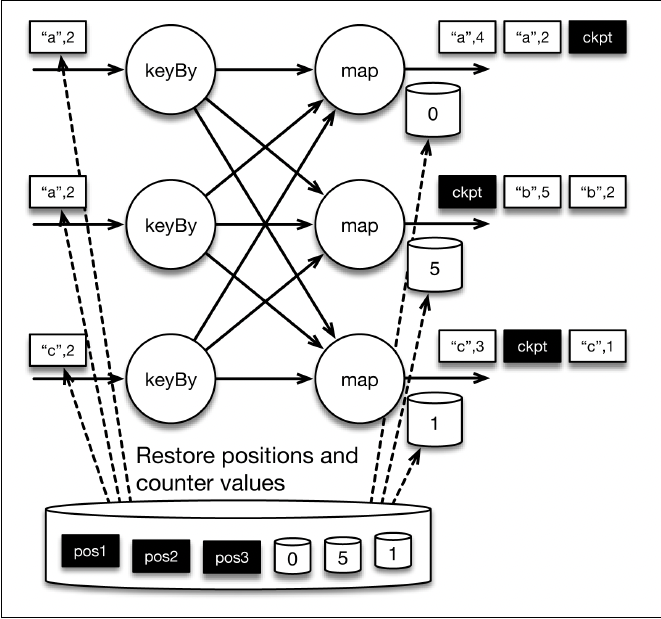 “a”,2
keyBy
map
“a”,4
“a”,2
ckpt
0
“a”,2
keyBy
map
ckpt
“b”,5
“b”,2
5
“c”,2
keyBy
map
“c”,3
ckpt
“c”,1
1
Restore positions and
counter values
pos1
pos2
pos3
0
5
1